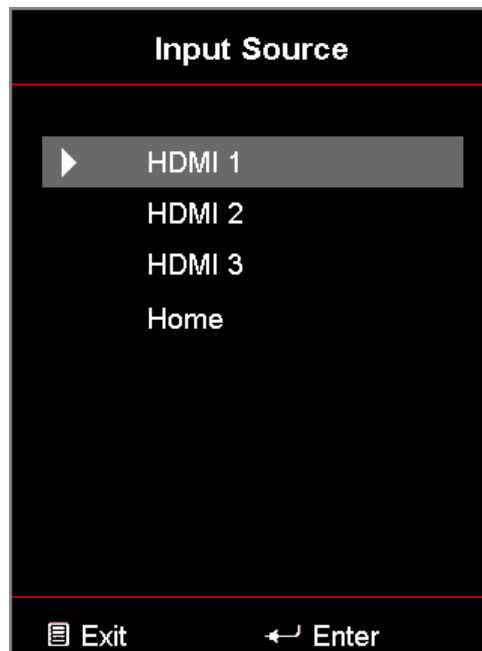 Input Source
HDMI 1
HDMI 2
HDMI 3
Home
Exit Enter